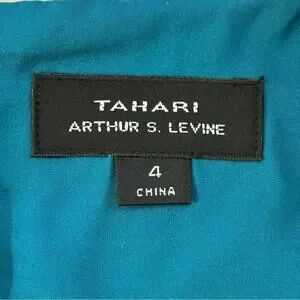 TAHARI
ARTHUR S. LEVINE
4
CHINA